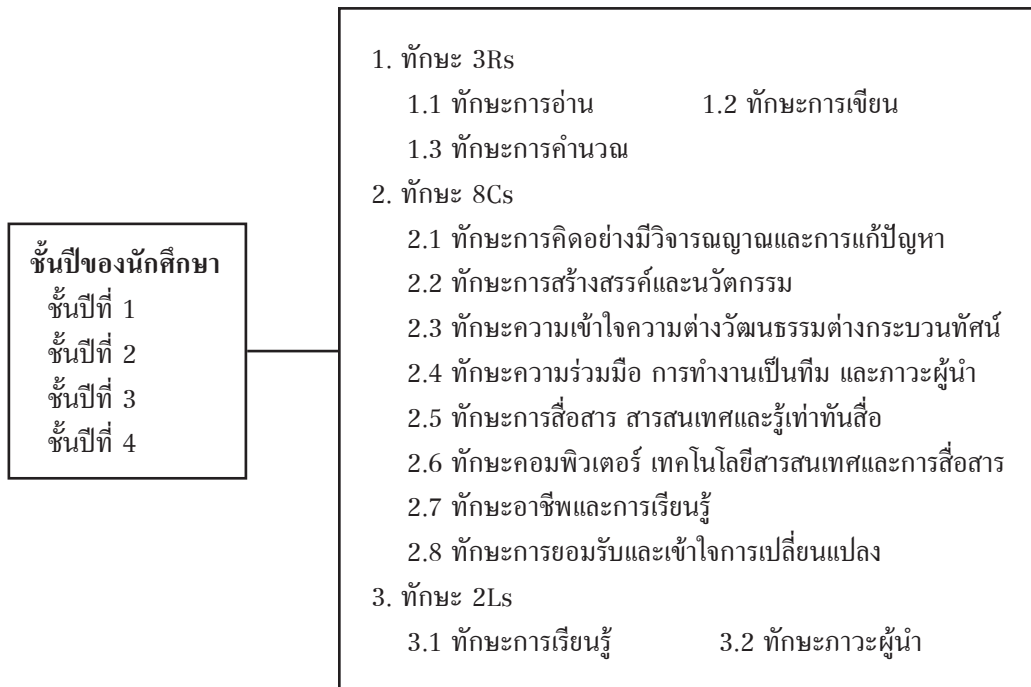 ชั้นปีของนักศึกษา
ชั้นปีที่ 1
ชั้นปีที่ 2
ชั้นปีที่ 3
ชั้นปีที่ 4
1. ทักษะ 3Rs
1.1 ทักษะการอ่าน 1.2 ทักษะการเขียน
1.3 ทักษะการคำนวณ
2. ทักษะ 8Cs
2.1 ทักษะการคิดอย่างมีวิจารณญาณและการแก้ปัญหา
2.2 ทักษะการสร้างสรรค์และนวัตกรรม
2.3 ทักษะความเข้าใจความต่างวัฒนธรรมต่างกระบวนทัศน์
2.4 ทักษะความร่วมมือ การทำงานเป็นทีม และภาวะผู้นำ
2.5 ทักษะการสื่อสาร สารสนเทศและรู้เท่าทันสื่อ
2.6 ทักษะคอมพิวเตอร์ เทคโนโลยีสารสนเทศและการสื่อสาร
2.7 ทักษะอาชีพและการเรียนรู้
2.8 ทักษะการยอมรับและเข้าใจการเปลี่ยนแปลง
3. ทักษะ 2Ls
3.1 ทักษะการเรียนรู้ 3.2 ทักษะภาวะผู้นำ